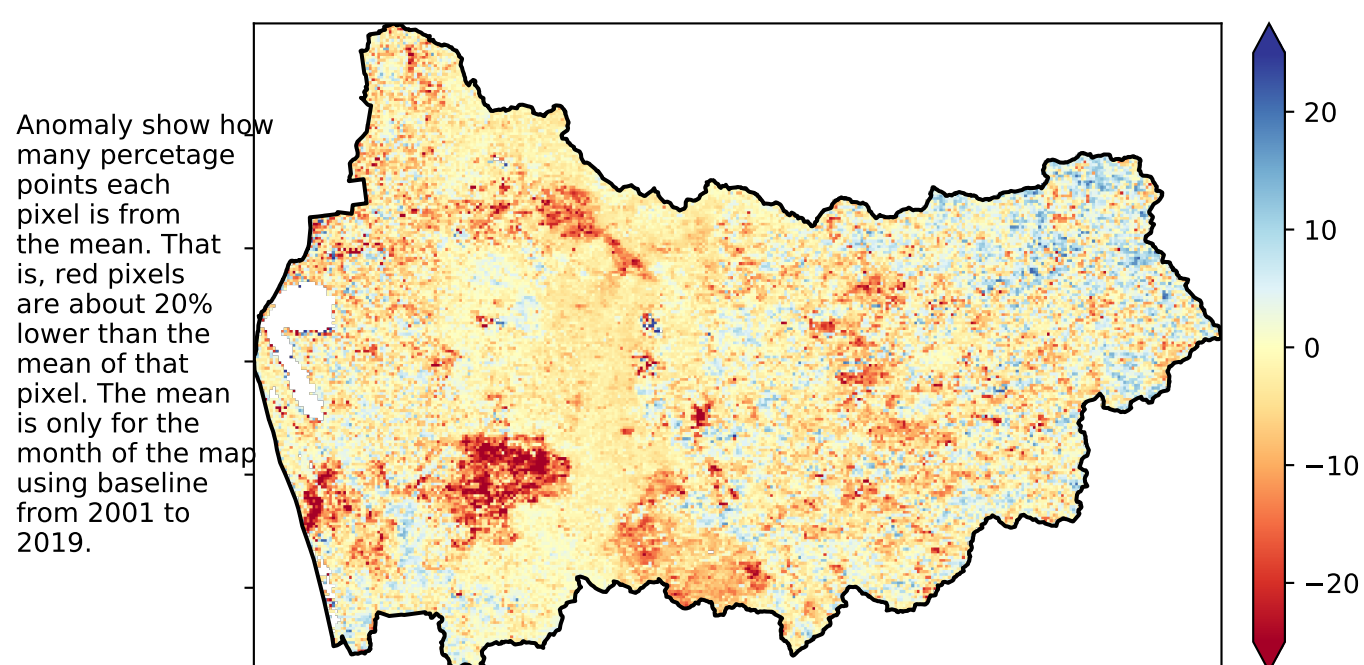 Anomaly show how
many percetage
points each
pixel is from
the mean. That
is, red pixels
are about 20%
lower than the
mean of that
pixel. The mean
is only for the
month of the map
using baseline
from 2001 to
2019.
20
10
0
−10
−20